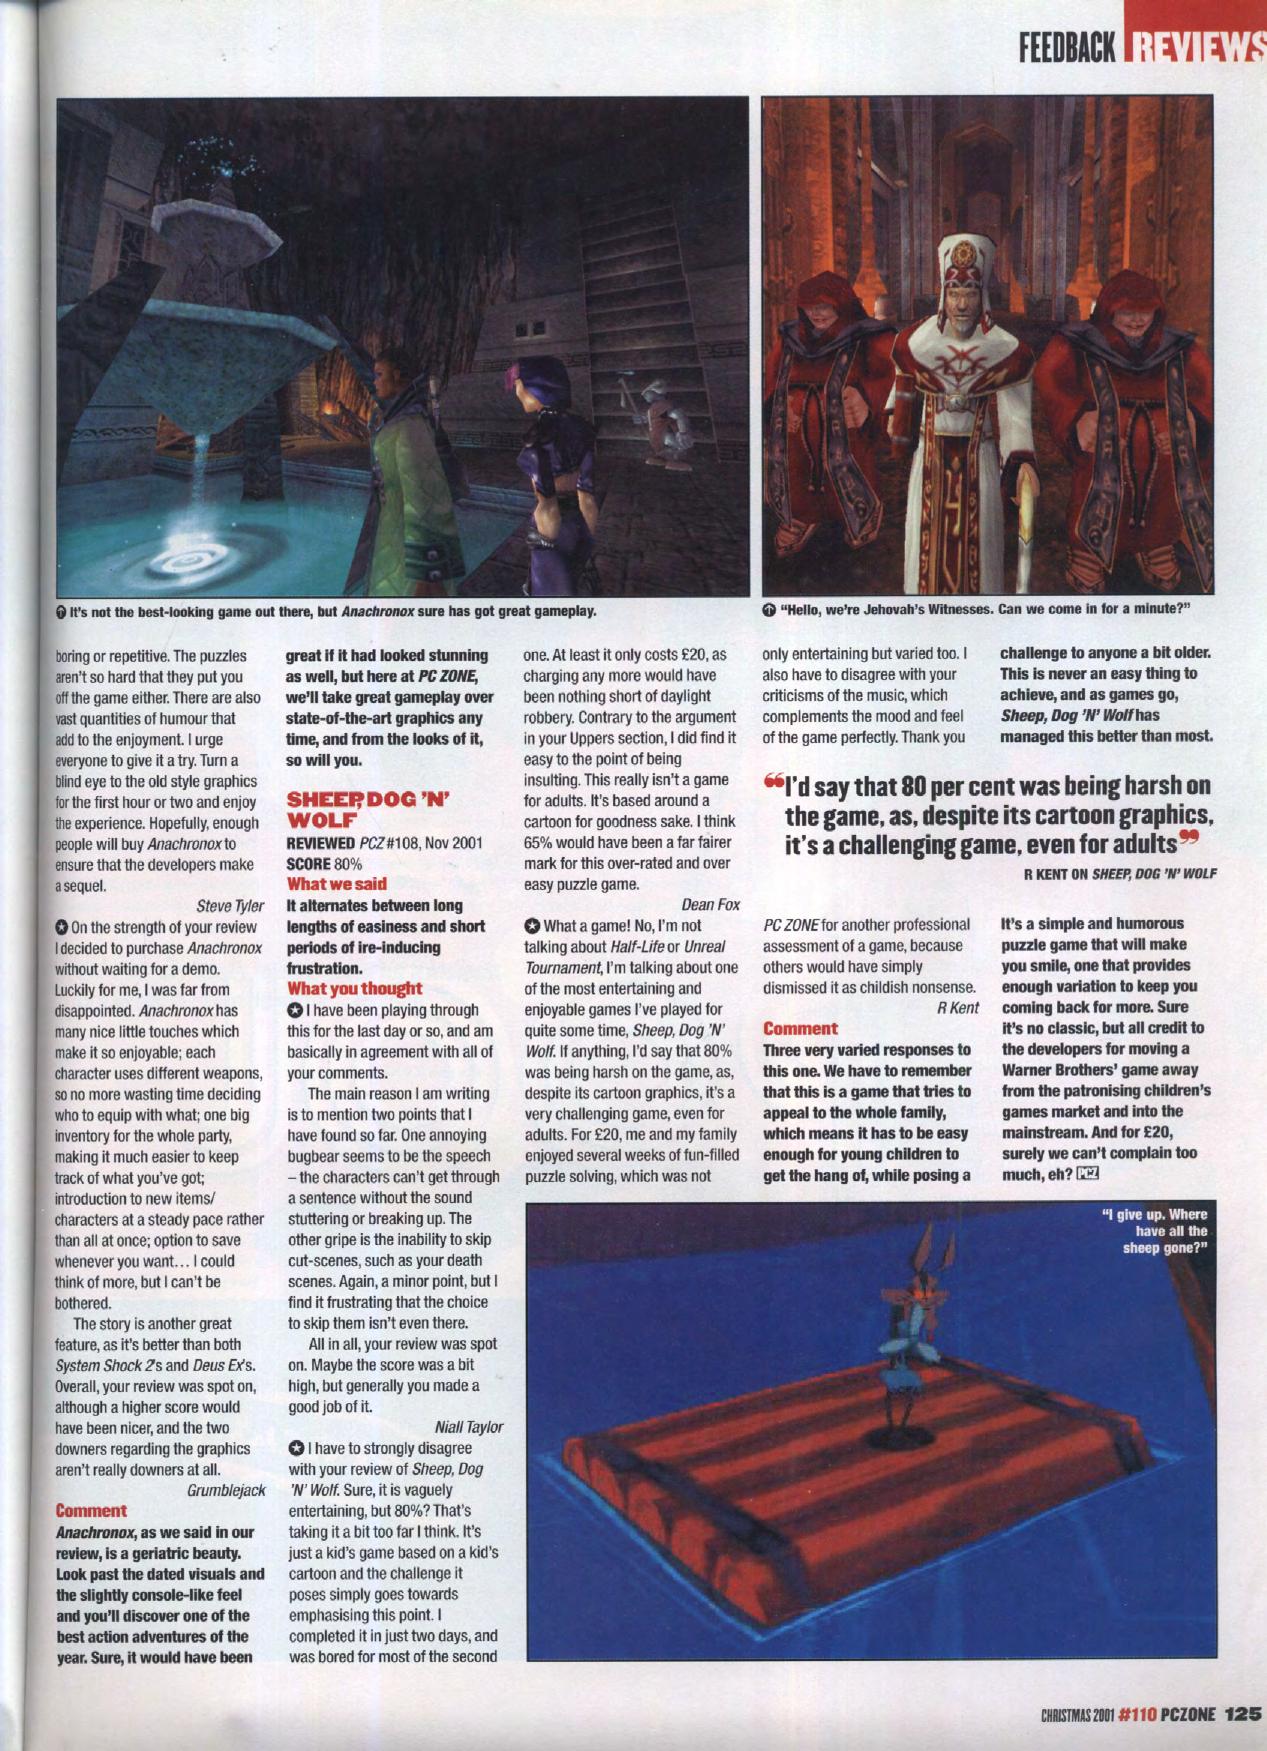 FEEDBACK REVIEWS
It's not the best-looking game out there, but Anachronox sure has got great gameplay.
"Hello, we're Jehovah's Witnesses. Can we come in for a minute?"
boring or repetitive. The puzzles
aren't so hard that they put you
off the game either. There are also
vast quantities of humour that
add to the enjoyment. I urge
everyone to give it a try. Turn a
blind eye to the old style graphics
for the first hour or two and enjoy
the experience. Hopefully, enough
people will buy Anachronox to
ensure that the developers make
a sequel.
Steve Tyler
On the strength of your review
I decided to purchase Anachronox
without waiting for a demo.
Luckily for me, I was far from
disappointed. Anachronox has
many nice little touches which
make it so enjoyable; each
character uses different weapons,
so no more wasting time deciding
who to equip with what; one big
inventory for the whole party,
making it much easier to keep
track of what you've got;
introduction to new items/
characters at a steady pace rather
than all at once; option to save
whenever you want... I could
think of more, but I can't be
bothered.
The story is another great
feature, as it's better than both
System Shock 2's and Deus Ex's.
Overall, your review was spot on,
although a higher score would
have been nicer, and the two
downers regarding the graphics
aren't really downers at all.
Grumblejack
Comment
Anachronox, as we said in our
review, is a geriatric beauty.
Look past the dated visuals and
the slightly console-like feel
and you'll discover one of the
best action adventures of the
year. Sure, it would have been
great if it had looked stunning
as well, but here at PC ZONE,
we'll take great gameplay over
state-of-the-art graphics any
time, and from the looks of it,
so will you.
SHEEP, DOG 'N'
WOLF
REVIEWED PCZ #108, Nov 2001
SCORE 80%
What we said
It alternates between long
lengths of easiness and short
periods of ire-inducing
frustration.
What you thought
I have been playing through
this for the last day or so, and am
basically in agreement with all of
your comments.
The main reason I am writing
is to mention two points that I
have found so far. One annoying
bugbear seems to be the speech
– the characters can't get through
a sentence without the sound
stuttering or breaking up. The
other gripe is the inability to skip
cut-scenes, such as your death
scenes. Again, a minor point, but I
find it frustrating that the choice
to skip them isn't even there.
All in all, your review was spot
on. Maybe the score was a bit
high, but generally you made a
good job of it.
Niall Taylor
I have to strongly disagree
with your review of Sheep, Dog
'N' Wolf. Sure, it is vaguely
entertaining, but 80%? That's
taking it a bit too far I think. It's
just a kid's game based on a kid's
cartoon and the challenge it
poses simply goes towards
emphasising this point. I
completed it in just two days, and
was bored for most of the second
one. At least it only costs £20, as
charging any more would have
been nothing short of daylight
robbery. Contrary to the argument
in your Uppers section, I did find it
easy to the point of being
insulting. This really isn't a game
for adults. It's based around a
cartoon for goodness sake. I think
65% would have been a far fairer
mark for this over-rated and over
easy puzzle game.
Dean Fox
What a game! No, I'm not
talking about Half-Life or Unreal
Tournament, I'm talking about one
of the most entertaining and
enjoyable games I've played for
quite some time, Sheep, Dog 'N'
Wolf. If anything, I'd say that 80%
was being harsh on the game, as,
despite its cartoon graphics, it's a
very challenging game, even for
adults. For £20, me and my family
enjoyed several weeks of fun-filled
puzzle solving, which was not
only entertaining but varied too. I
also have to disagree with your
criticisms of the music, which
complements the mood and feel
of the game perfectly. Thank you
"I'd say that 80 per cent was being harsh on
the game, as, despite its cartoon graphics,
it's a challenging game, even for adults"
R KENT ON SHEEP, DOG 'N' WOLF
PC ZONE for another professional
assessment of a game, because
others would have simply
dismissed it as childish nonsense.
R Kent
Comment
Three very varied responses to
this one. We have to remember
that this is a game that tries to
appeal to the whole family,
which means it has to be easy
enough for young children to
get the hang of, while posing a
challenge to anyone a bit older.
This is never an easy thing to
achieve, and as games go,
Sheep, Dog 'N' Wolf has
managed this better than most.
It's a simple and humorous
puzzle game that will make
you smile, one that provides
enough variation to keep you
coming back for more. Sure
it's no classic, but all credit to
the developers for moving a
Warner Brothers' game away
from the patronising children's
games market and into the
mainstream. And for £20,
surely we can't complain too
much, eh? PCZ
"I give up. Where
have all the
sheep gone?"
CHRISTMAS 2001 #110 PCZONE 125